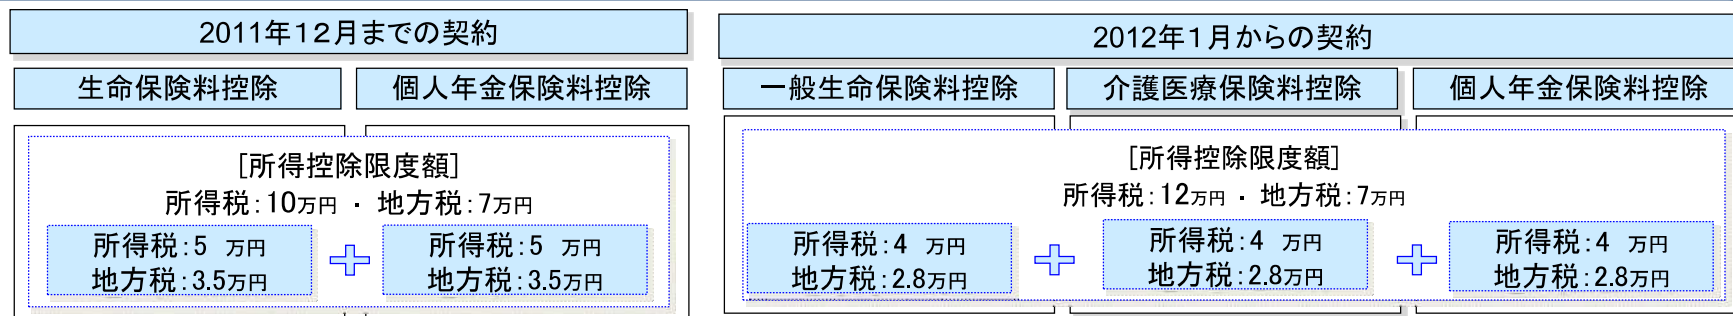 2011年12月までの契約
生命保険料控除
個人年金保険料控除
[所得控除限度額]
所得税:10万円 ・ 地方税:7万円
所得税:5 万円
地方税:3.5万円
所得税:5 万円
地方税:3.5万円
2012年1月からの契約
一般生命保険料控除
介護医療保険料控除
個人年金保険料控除
[所得控除限度額]
所得税:12万円 ・ 地方税:7万円
所得税:4 万円
地方税:2.8万円
所得税:4 万円
地方税:2.8万円
所得税:4 万円
地方税:2.8万円